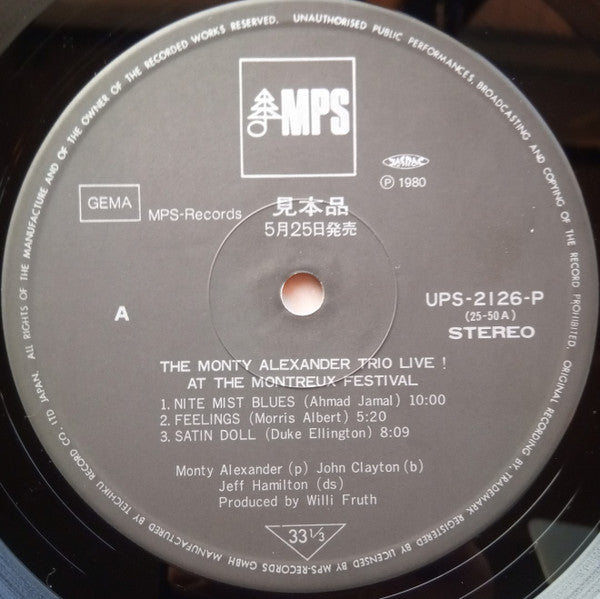 ALL RIGHTS OF THE MANUFACTURE AND OF THE OWNER OF THE RECORDED WORKS RESERVED. UNAUTHORISED PUBLIC PERFORMANCES, BROADCASTING AND COPYING OF THE RECORD PROHIBITED.
MPS
JASRAC
Ⓟ 1980
GEMA
MPS-Records
見本品
5月25日発売
A
UPS-2126-P
(25-50A)
STEREO
THE MONTY ALEXANDER TRIO LIVE !
AT THE MONTREUX FESTIVAL
1. NITE MIST BLUES (Ahmad Jamal) 10:00
2. FEELINGS (Morris Albert) 5:20
3. SATIN DOLL (Duke Ellington) 8:09
Monty Alexander (p) John Clayton (b)
Jeff Hamilton (ds)
Produced by Willi Fruth
33 1/3
MANUFACTURED BY TEICHIKU RECORD CO., LTD JAPAN.
ORIGINAL RECORDING BY, TRADEMARK REGISTERED BY, LICENSED BY MPS-RECORDS GMBH.